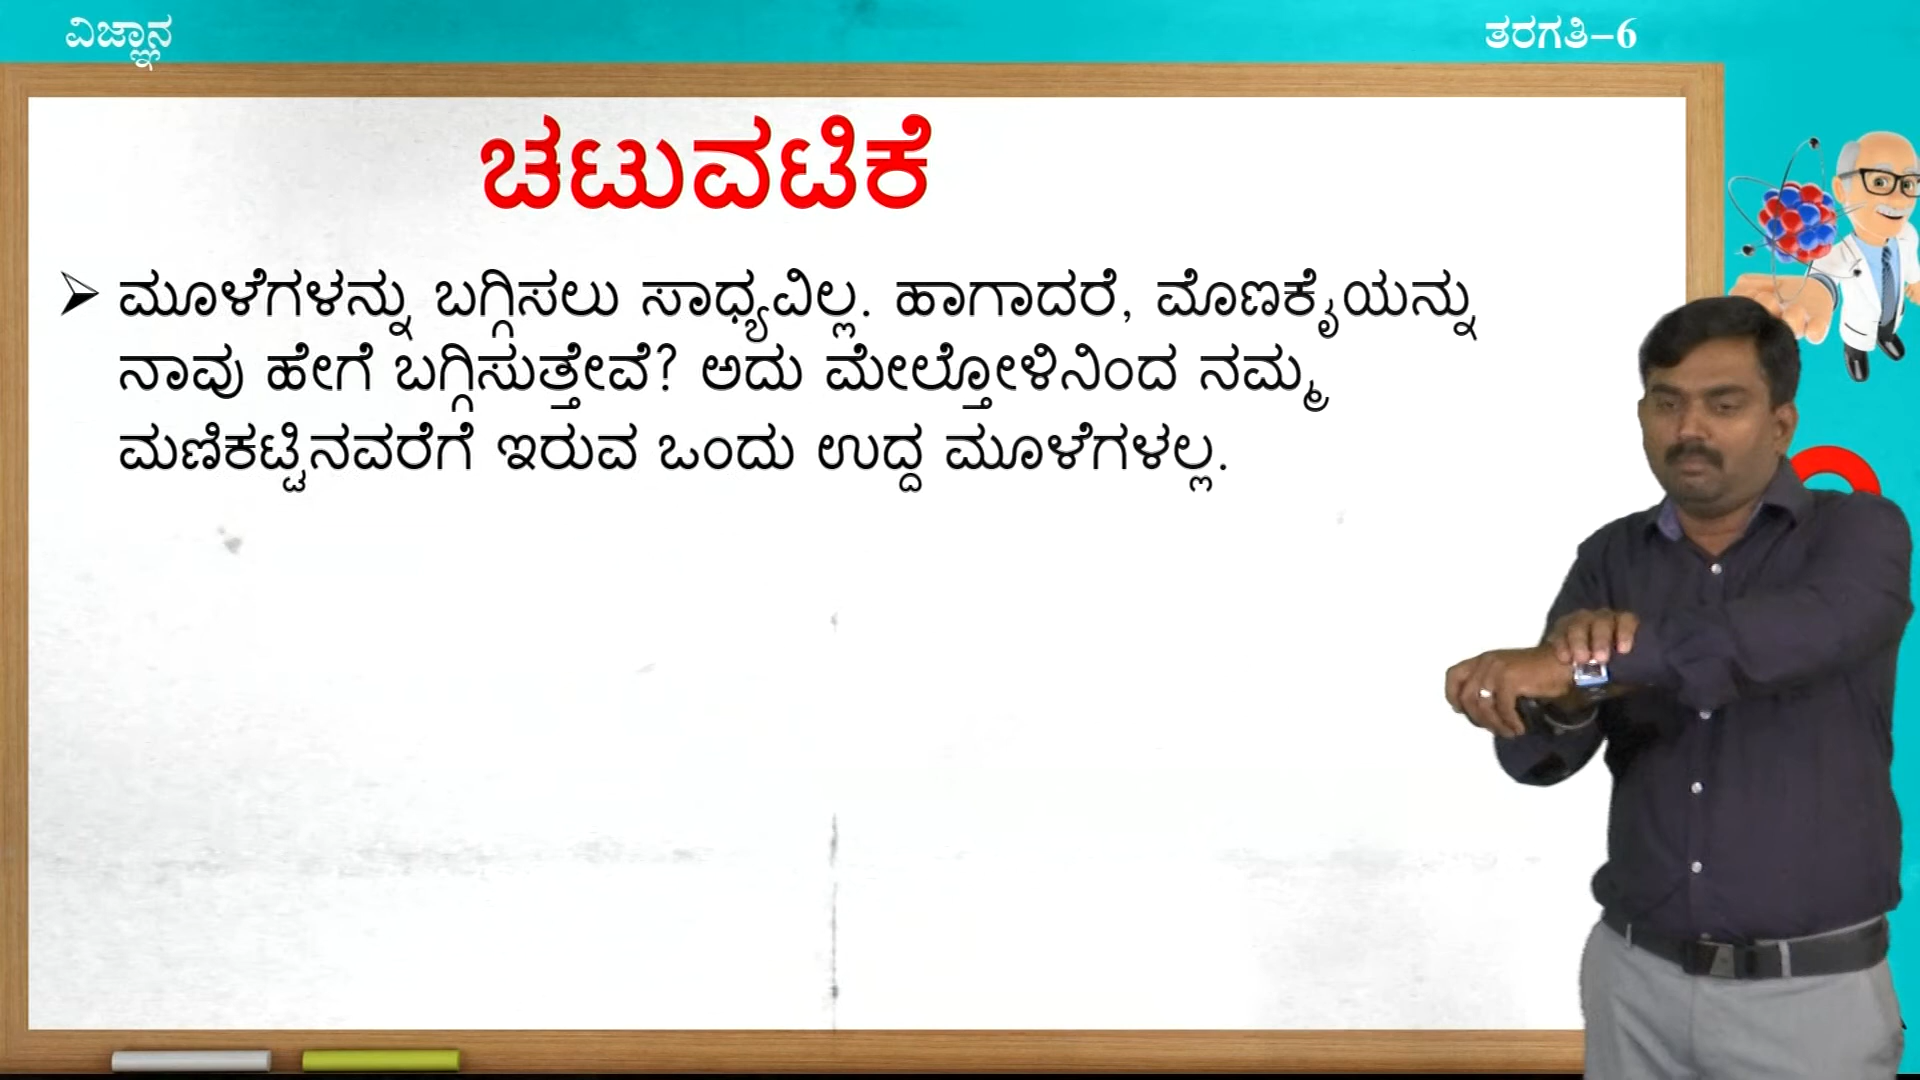 ವಿಜ್ಞಾನ
ತರಗತಿ–6
ಚಟುವಟಿಕೆ
➢ ಮೂಳೆಗಳನ್ನು ಬಗ್ಗಿಸಲು ಸಾಧ್ಯವಿಲ್ಲ. ಹಾಗಾದರೆ, ಮೊಣಕೈಯನ್ನು
ನಾವು ಹೇಗೆ ಬಗ್ಗಿಸುತ್ತೇವೆ? ಅದು ಮೇಲ್ತೋಳಿನಿಂದ ನಮ್ಮ
ಮಣಿಕಟ್ಟಿನವರೆಗೆ ಇರುವ ಒಂದು ಉದ್ದ ಮೂಳೆಗಳಲ್ಲ.